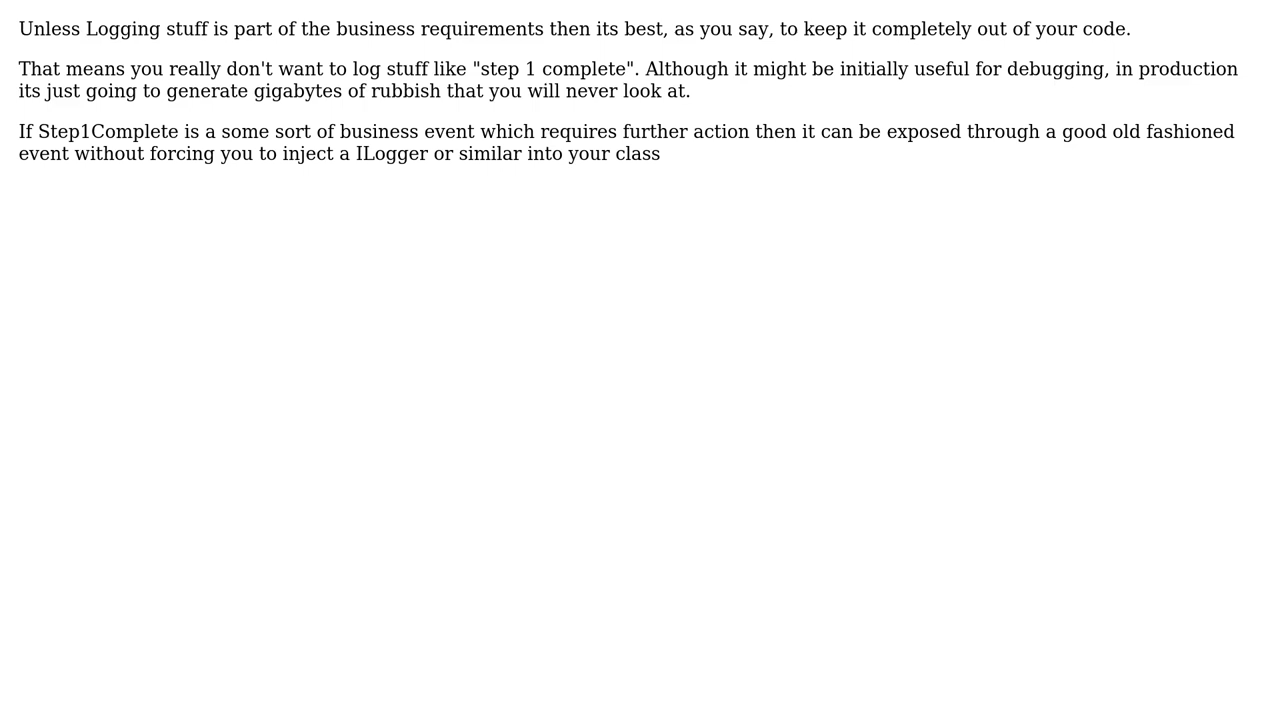 Unless Logging stuff is part of the business requirements then its best, as you say, to keep it completely out of your code.
That means you really don't want to log stuff like "step 1 complete". Although it might be initially useful for debugging, in production
its just going to generate gigabytes of rubbish that you will never look at.
If Step1Complete is a some sort of business event which requires further action then it can be exposed through a good old fashioned
event without forcing you to inject a ILogger or similar into your class